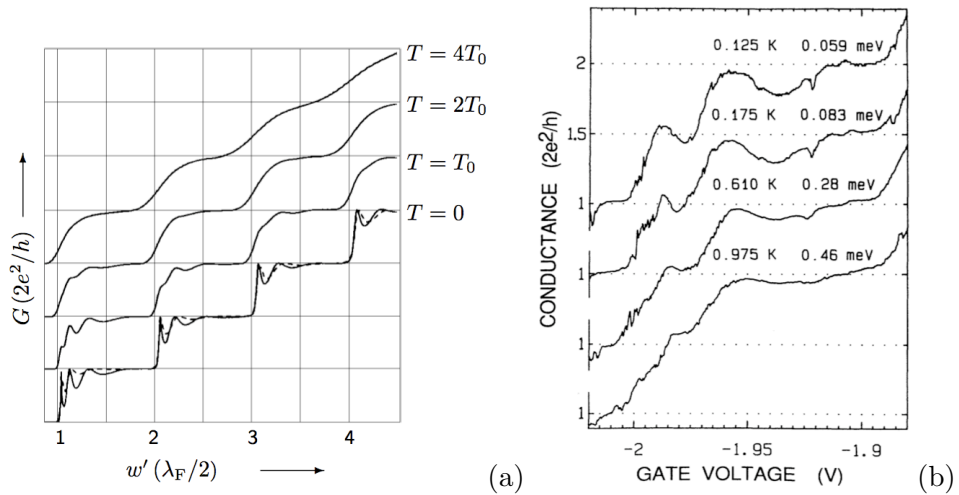 T = 4T₀
T = 2T₀
T = T₀
T = 0
G (2e²/h)
1 2 3 4
w′ (λF/2)
(a)
0.125 K 0.059 meV
0.175 K 0.083 meV
0.610 K 0.28 meV
0.975 K 0.46 meV
CONDUCTANCE (2e²/h)
2
1.5
1
1
1
1
-2 -1.95 -1.9
GATE VOLTAGE (V)
(b)